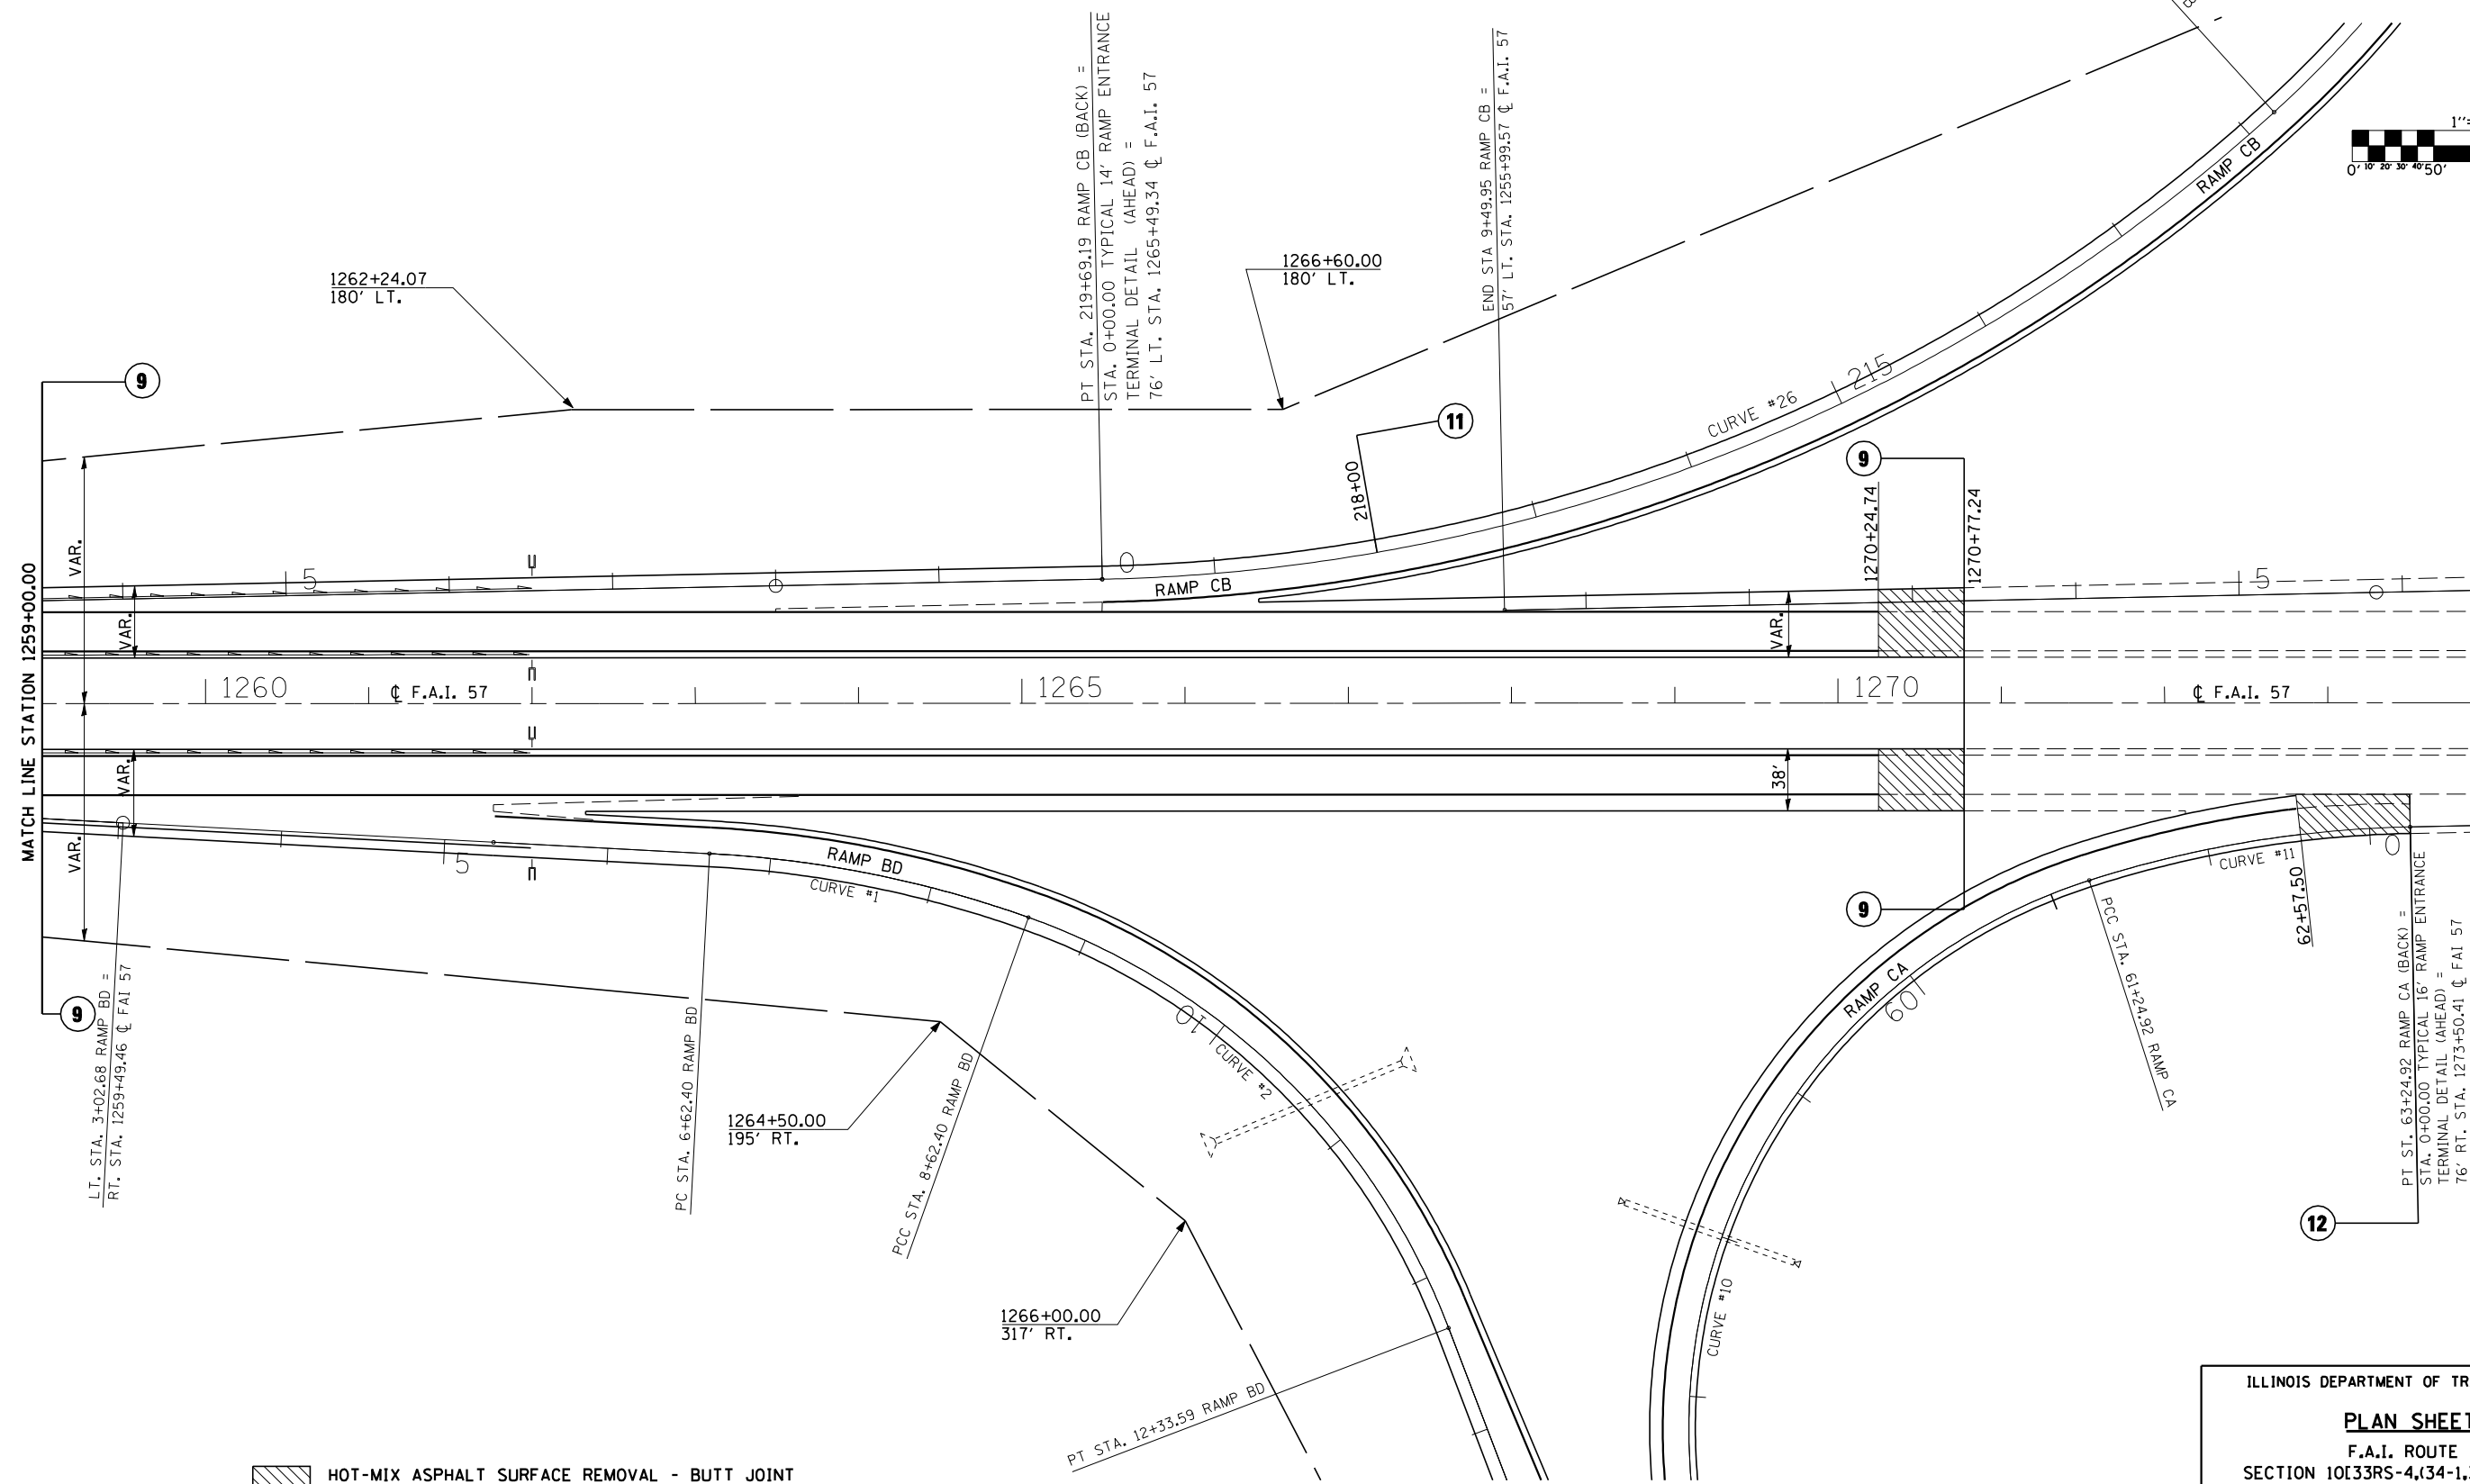 PT STA. 219+69.19 RAMP CB (BACK) =
STA. 0+00.00 TYPICAL 14' RAMP ENTRANCE
TERMINAL DETAIL (AHEAD) =
76' LT. STA. 1265+49.34 ℄ F.A.I. 57
END STA 9+49.95 RAMP CB =
57' LT. STA. 1255+99.57 ℄ F.A.I. 57
1"=
0' 10' 20' 30' 40' 50'
RAMP CB
1262+24.07
180' LT.
1266+60.00
180' LT.
9
11
218+00
CURVE #26
215
9
1270+24.74
1270+77.24
MATCH LINE STATION 1259+00.00
VAR.
VAR.
5
0
RAMP CB
VAR.
5
1260
℄ F.A.I. 57
1265
1270
℄ F.A.I. 57
VAR.
VAR.
38'
5
RAMP BD
CURVE #1
9
9
LT. STA. 3+02.68 RAMP BD =
RT. STA. 1259+49.46 ℄ FAI 57
PC STA. 6+62.40 RAMP BD
PCC STA. 8+62.40 RAMP BD
10
CURVE #2
1264+50.00
195' RT.
1266+00.00
317' RT.
PT STA. 12+33.59 RAMP BD
RAMP CA
60
CURVE #10
CURVE #11
0
62+57.50
PCC STA. 61+24.92 RAMP CA
PT ST. 63+24.92 RAMP CA (BACK) =
STA. 0+00.00 TYPICAL 16' RAMP ENTRANCE
TERMINAL DETAIL (AHEAD) =
76' RT. STA. 1273+50.41 ℄ FAI 57
12
HOT-MIX ASPHALT SURFACE REMOVAL - BUTT JOINT
ILLINOIS DEPARTMENT OF TR
PLAN SHEET
F.A.I. ROUTE
SECTION 10[33RS-4,(34-1,